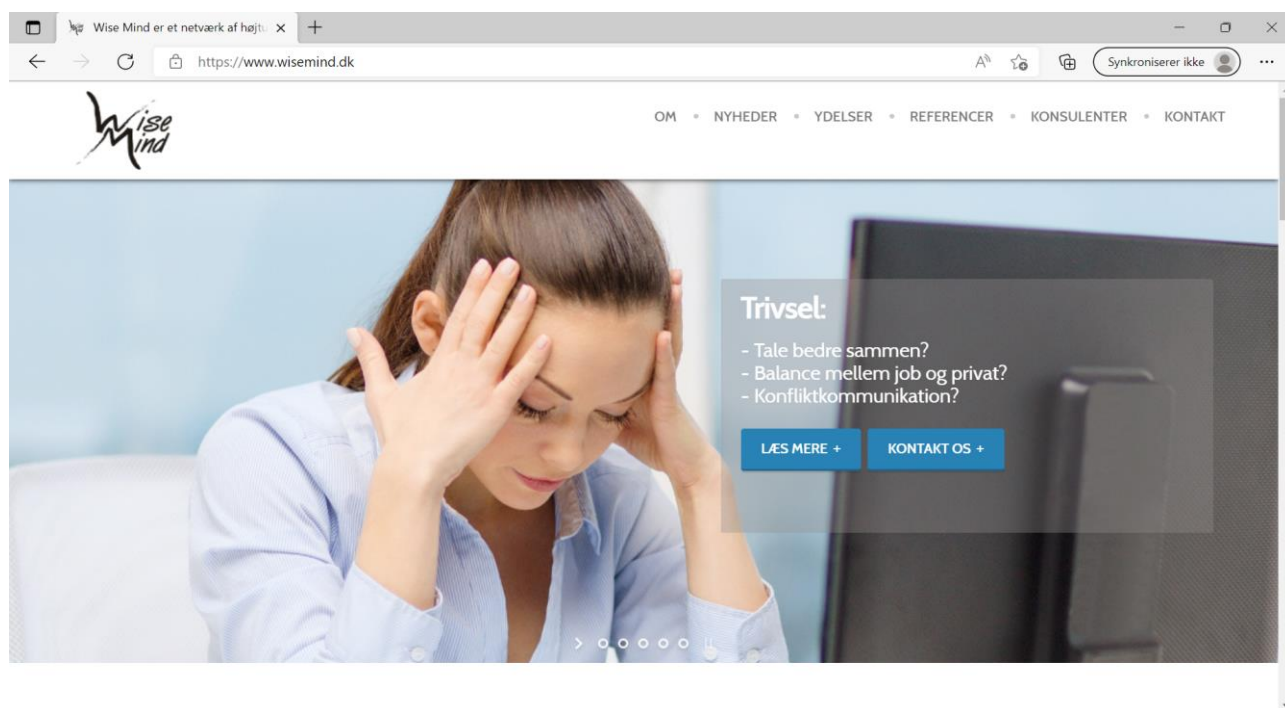 Wise Mind er et netværk af højtu
https://www.wisemind.dk
Synkroniserer ikke
Wise
Mind
OM • NYHEDER • YDELSER • REFERENCER • KONSULENTER • KONTAKT
Trivsel:
- Tale bedre sammen?
- Balance mellem job og privat?
- Konfliktkommunikation?
LÆS MERE +
KONTAKT OS +